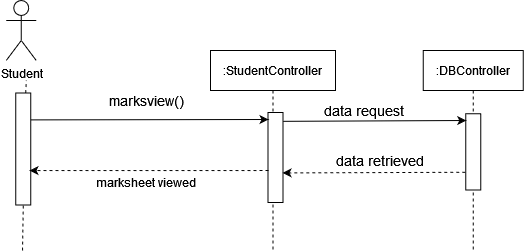 Student
:StudentController
:DBController
marksview()
data request
data retrieved
marksheet viewed